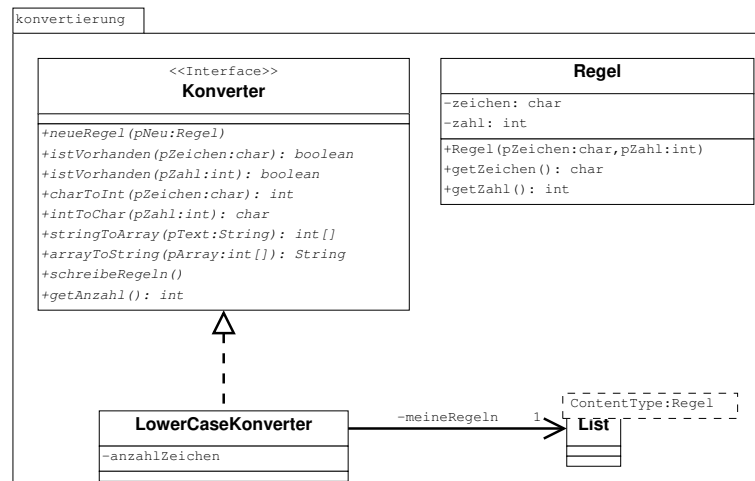 konvertierung
<<Interface>>
Konverter
+neueRegel(pNeu:Regel)
+istVorhanden(pZeichen:char): boolean
+istVorhanden(pZahl:int): boolean
+charToInt(pZeichen:char): int
+intToChar(pZahl:int): char
+stringToArray(pText:String): int[]
+arrayToString(pArray:int[]): String
+schreibeRegeln()
+getAnzahl(): int
Regel
-zeichen: char
-zahl: int
+Regel(pZeichen:char,pZahl:int)
+getZeichen(): char
+getZahl(): int
LowerCaseKonverter
-anzahlZeichen
-meineRegeln 1
ContentType:Regel
List